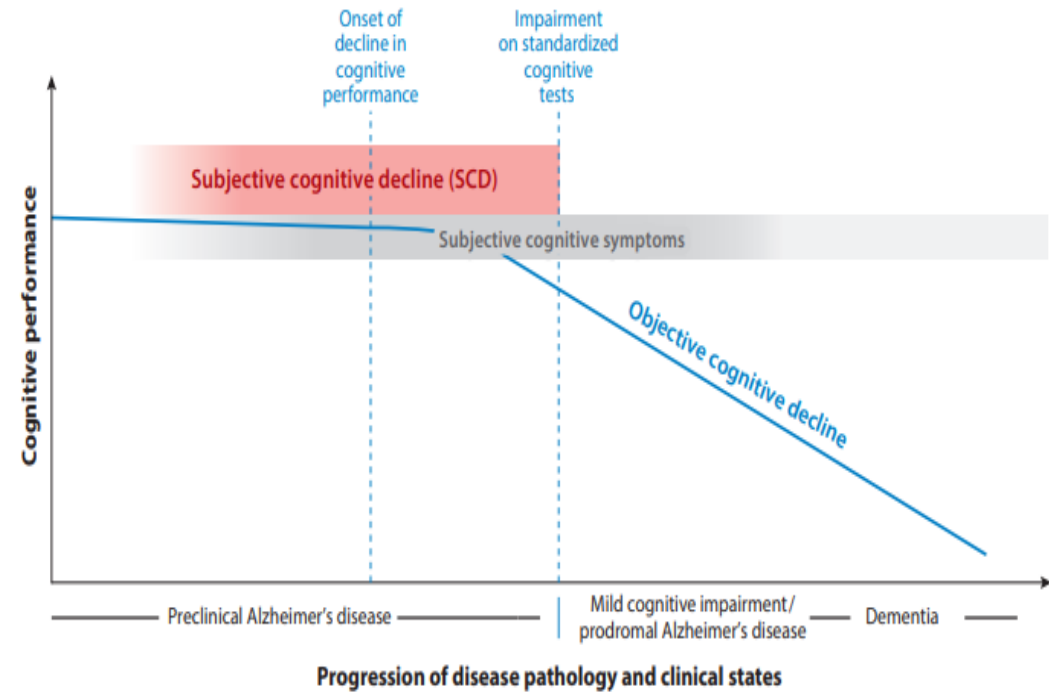 Onset of
decline in
cognitive
performance
Impairment
on standardized
cognitive
tests
Subjective cognitive decline (SCD)
Subjective cognitive symptoms
Objective cognitive decline
Cognitive performance
Preclinical Alzheimer's disease
Mild cognitive impairment/
prodromal Alzheimer's disease
Dementia
Progression of disease pathology and clinical states